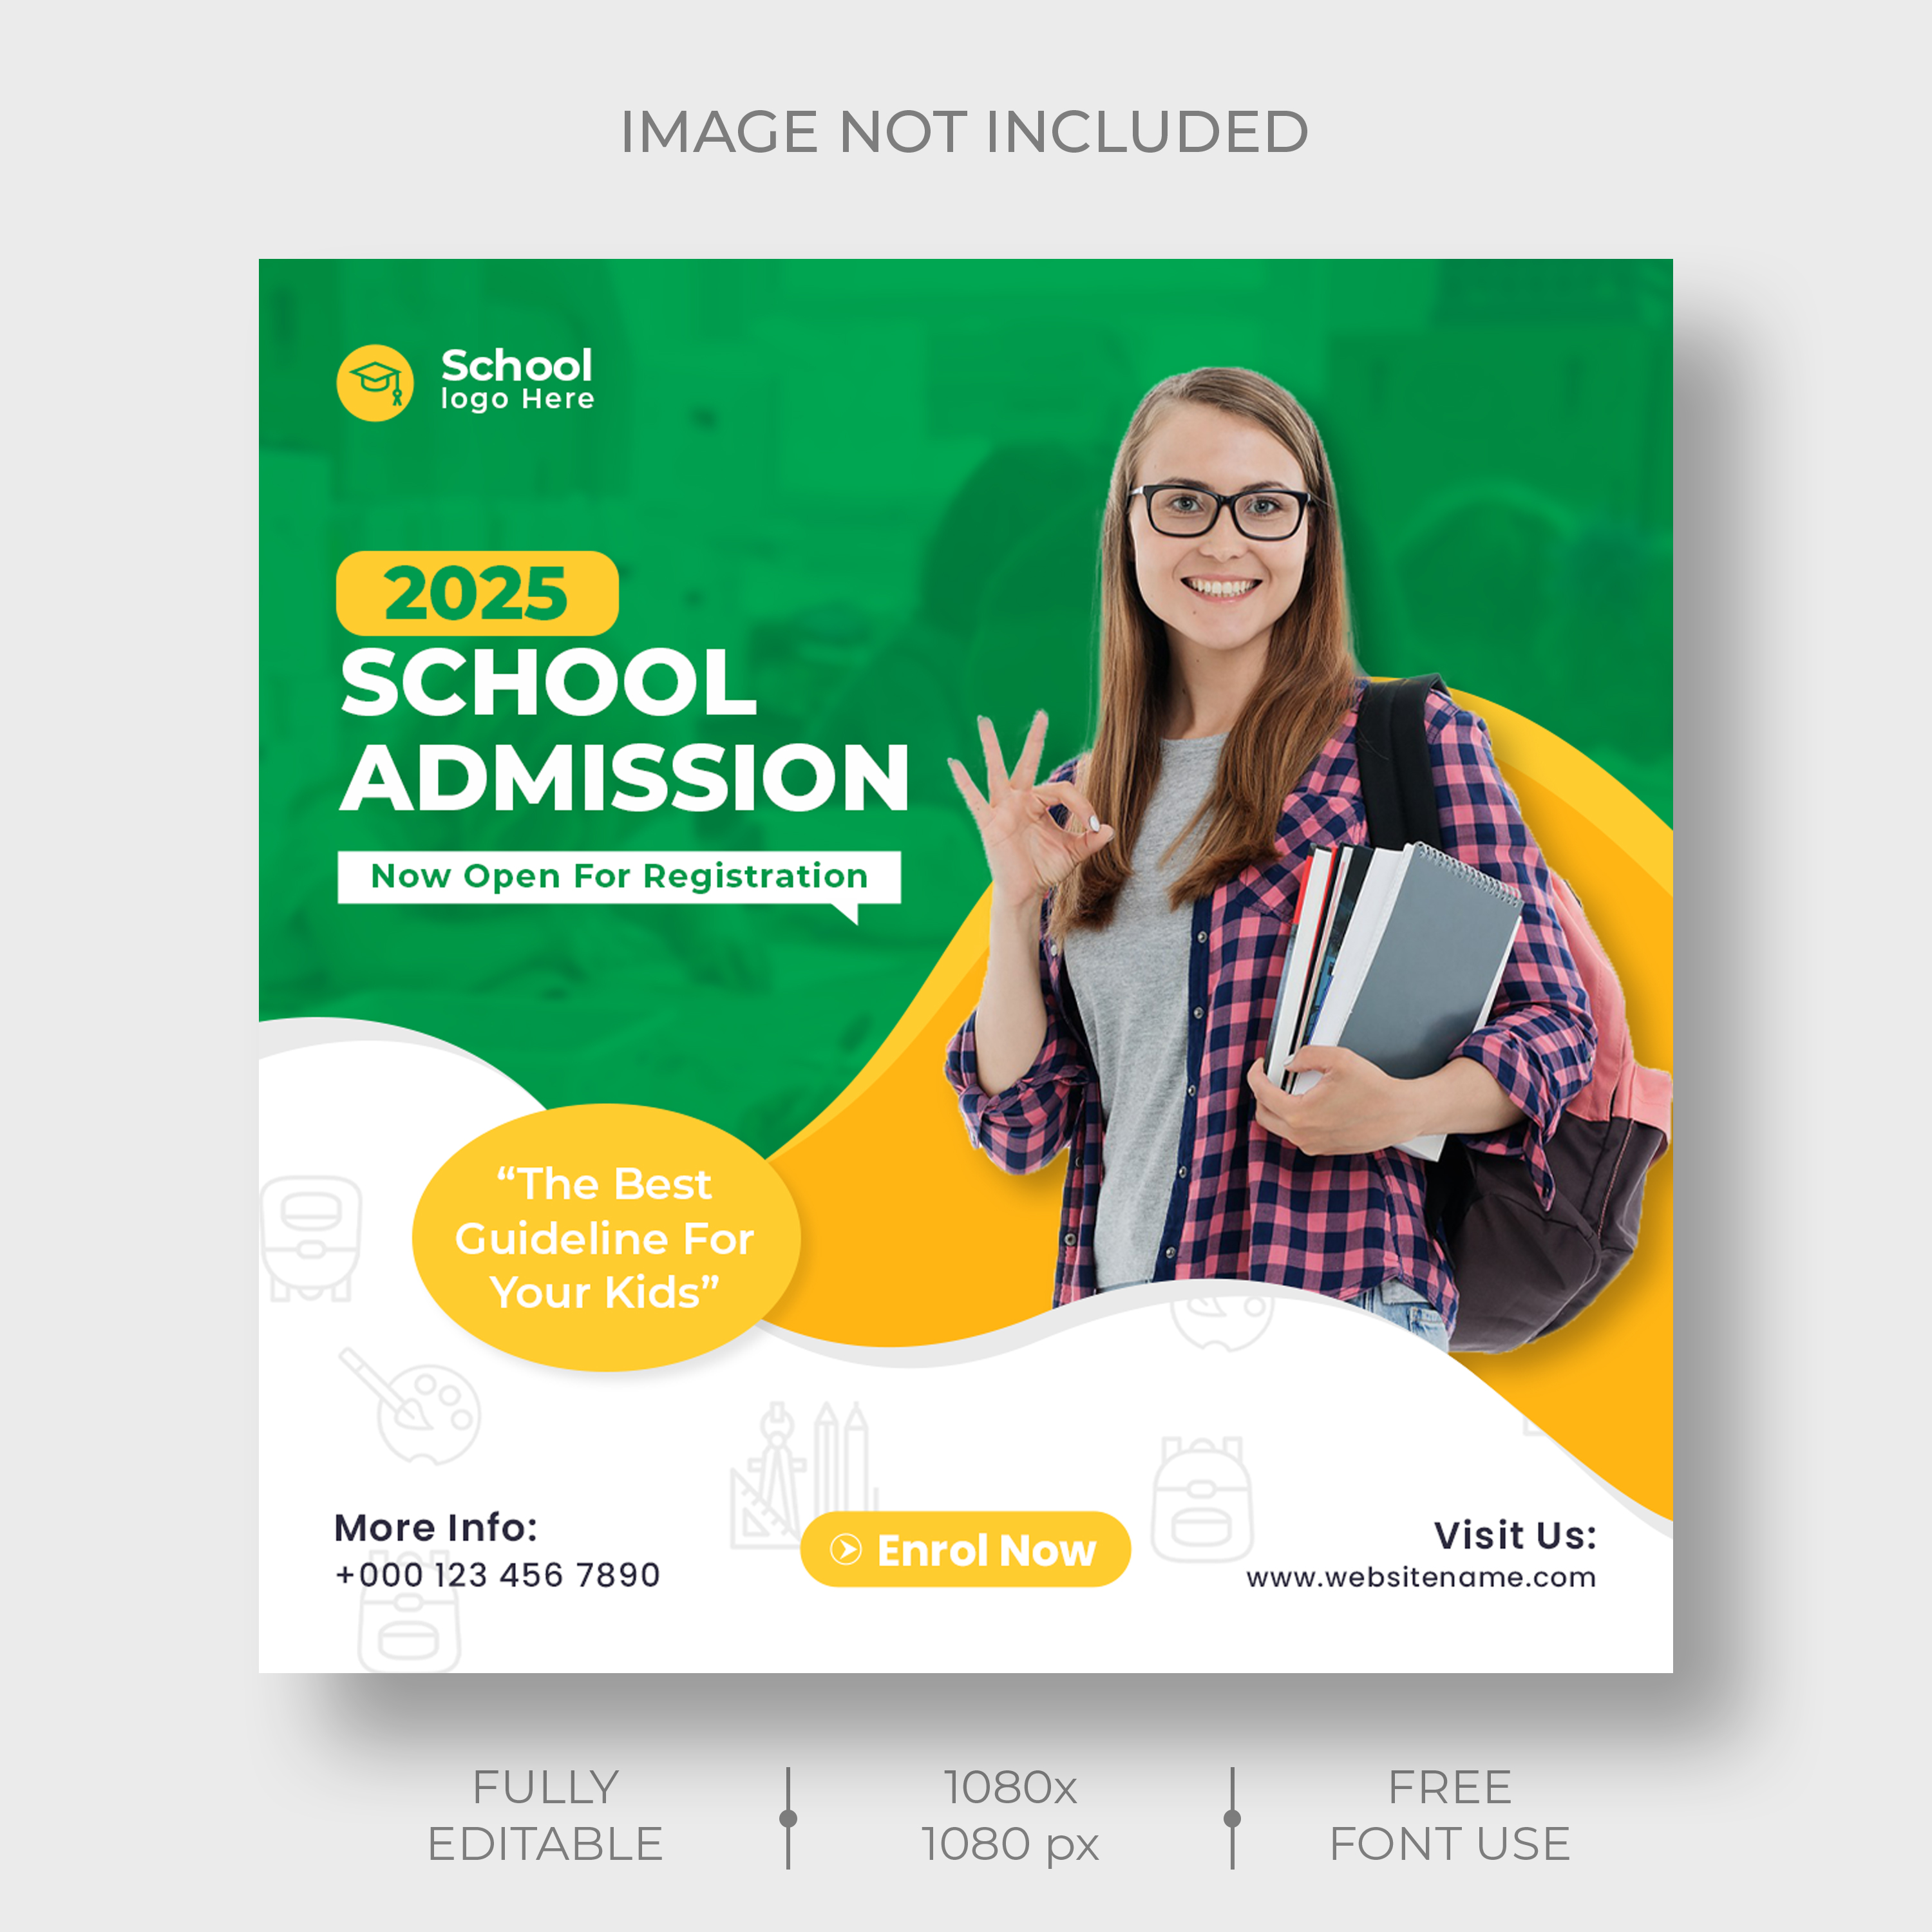 IMAGE NOT INCLUDED
School
logo Here
2025
SCHOOL
ADMISSION
Now Open For Registration
“The Best
Guideline For
Your Kids”
More Info:
+000 123 456 7890
Enrol Now
Visit Us:
www.websitename.com
FULLY
EDITABLE
1080x
1080 px
FREE
FONT USE